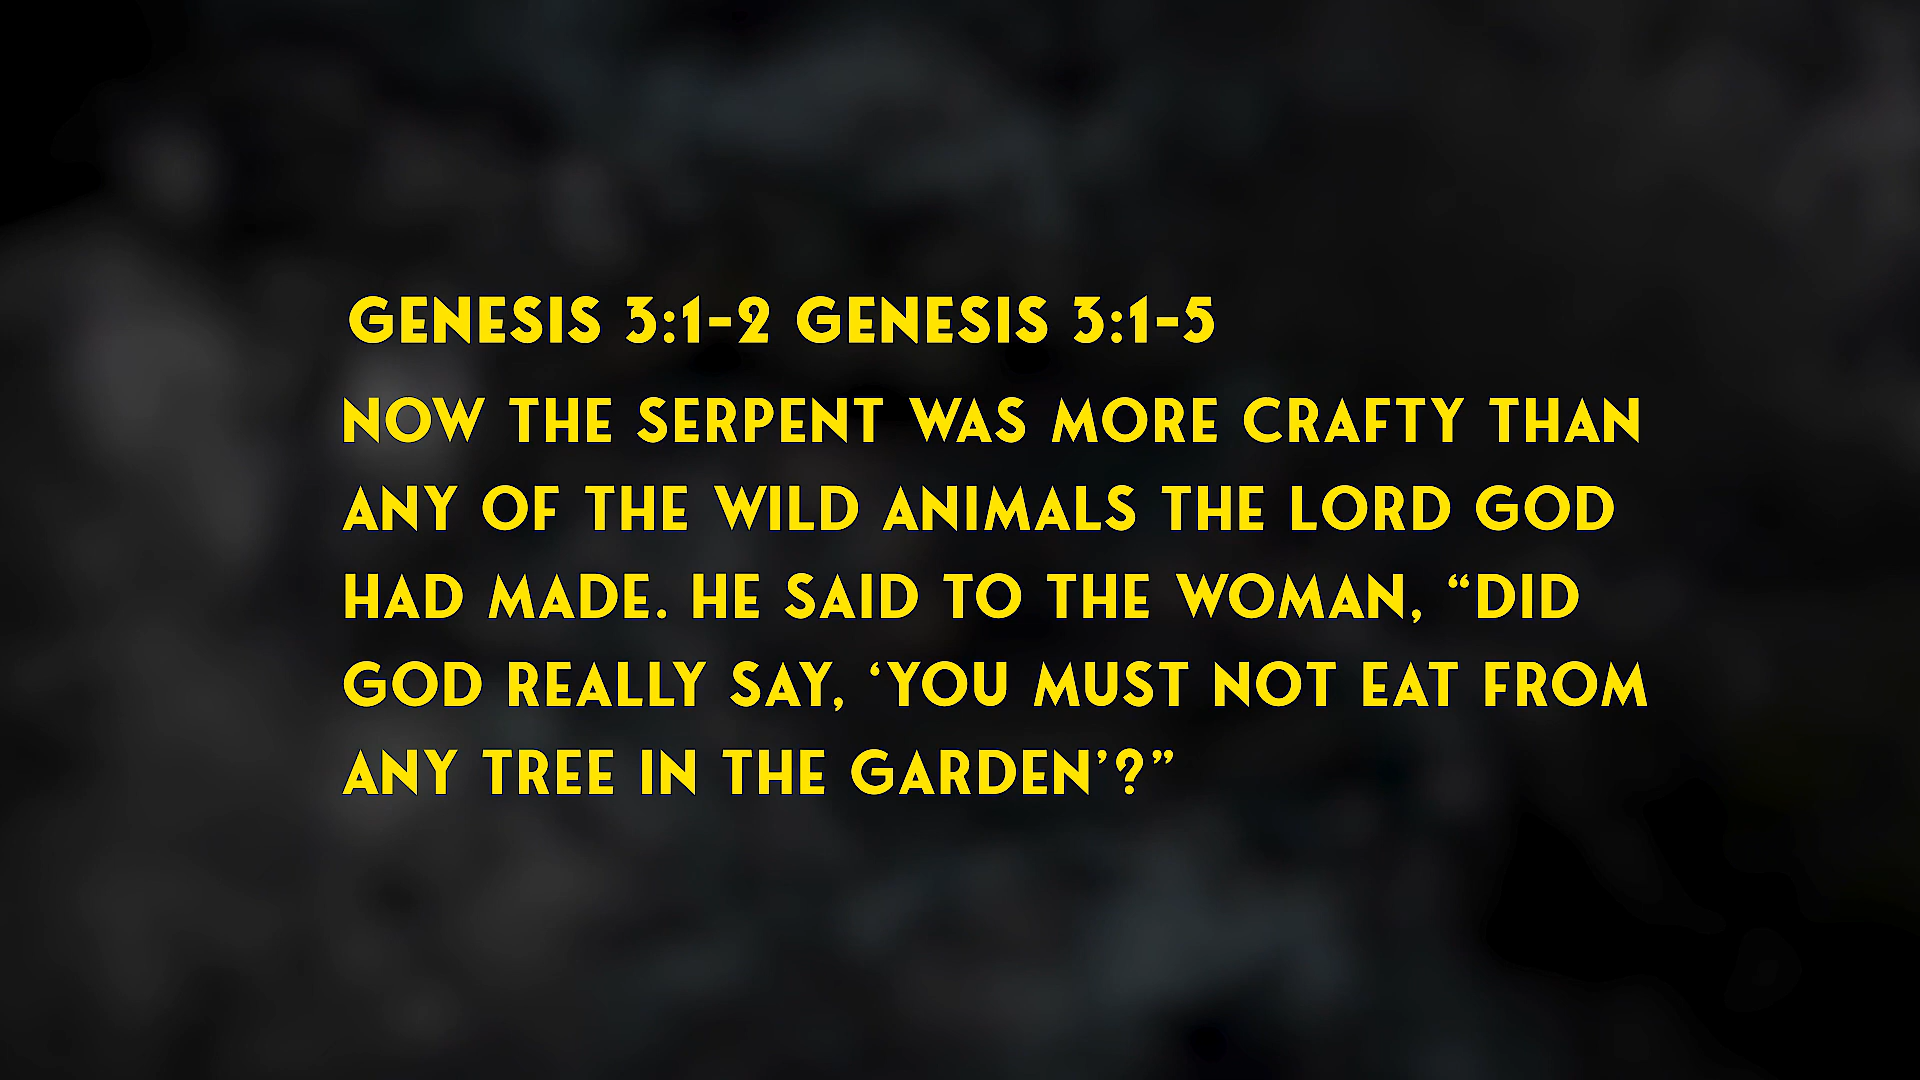 GENESIS 3:1-2 GENESIS 3:1-5
NOW THE SERPENT WAS MORE CRAFTY THAN
ANY OF THE WILD ANIMALS THE LORD GOD
HAD MADE. HE SAID TO THE WOMAN, “DID
GOD REALLY SAY, ‘YOU MUST NOT EAT FROM
ANY TREE IN THE GARDEN’?”